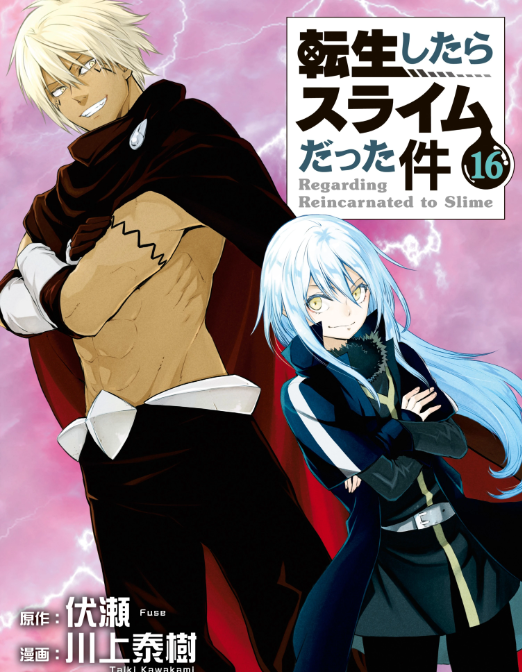 転生したら
スライム
だった件
16
Regarding
Reincarnated to Slime
原作：伏瀬 Fuse
漫画：川上泰樹
Taiki Kawakami